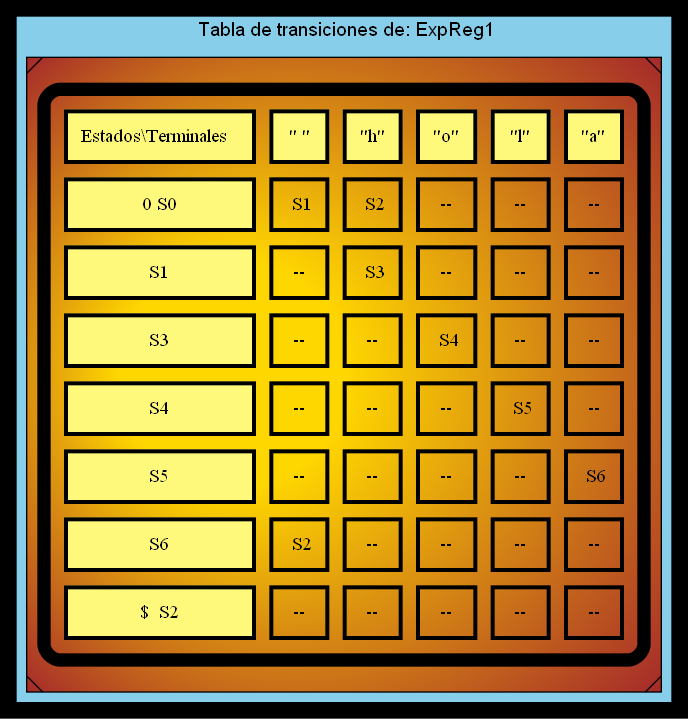 Tabla de transiciones de: ExpReg1
Estados\Terminales " " "h" "o" "l" "a"
0 S0 S1 S2 -- -- --
S1 -- S3 -- -- --
S3 -- -- S4 -- --
S4 -- -- -- S5 --
S5 -- -- -- -- S6
S6 S2 -- -- -- --
$ S2 -- -- -- -- --